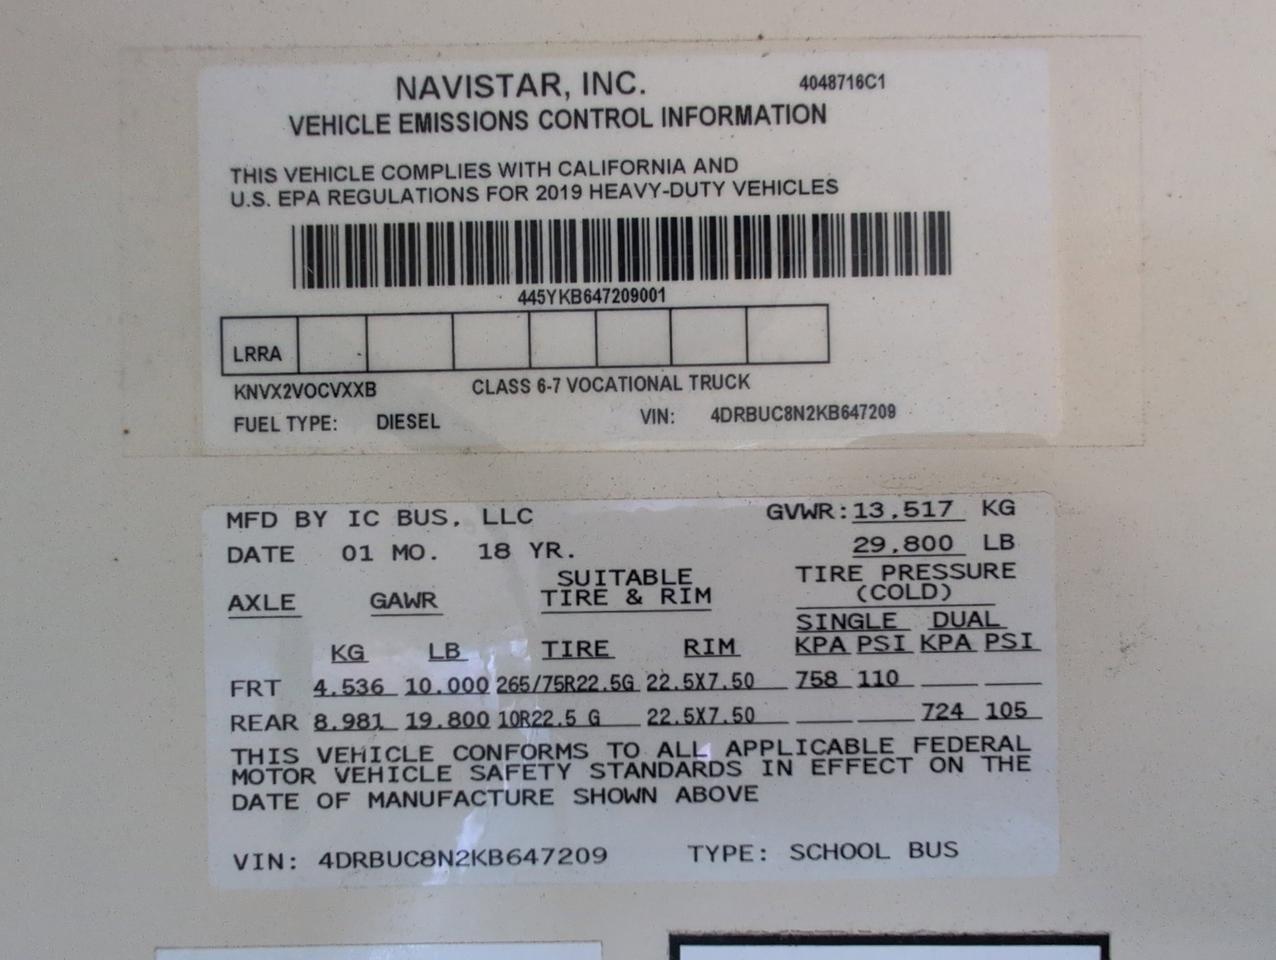 NAVISTAR, INC. 4048716C1
VEHICLE EMISSIONS CONTROL INFORMATION
THIS VEHICLE COMPLIES WITH CALIFORNIA AND
U.S. EPA REGULATIONS FOR 2019 HEAVY-DUTY VEHICLES
445YKB647209001
LRRA
KNVX2VOCVXXB CLASS 6-7 VOCATIONAL TRUCK
FUEL TYPE: DIESEL VIN: 4DRBUC8N2KB647209
MFD BY IC BUS, LLC GVWR: 13,517 KG
DATE 01 MO. 18 YR. 29,800 LB
SUITABLE TIRE PRESSURE
AXLE GAWR TIRE & RIM (COLD)
SINGLE DUAL
KG LB TIRE RIM KPA PSI KPA PSI
FRT 4,536 10,000 265/75R22.5G 22.5X7.50 758 110
REAR 8,981 19,800 10R22.5 G 22.5X7.50 724 105
THIS VEHICLE CONFORMS TO ALL APPLICABLE FEDERAL
MOTOR VEHICLE SAFETY STANDARDS IN EFFECT ON THE
DATE OF MANUFACTURE SHOWN ABOVE
VIN: 4DRBUC8N2KB647209 TYPE: SCHOOL BUS